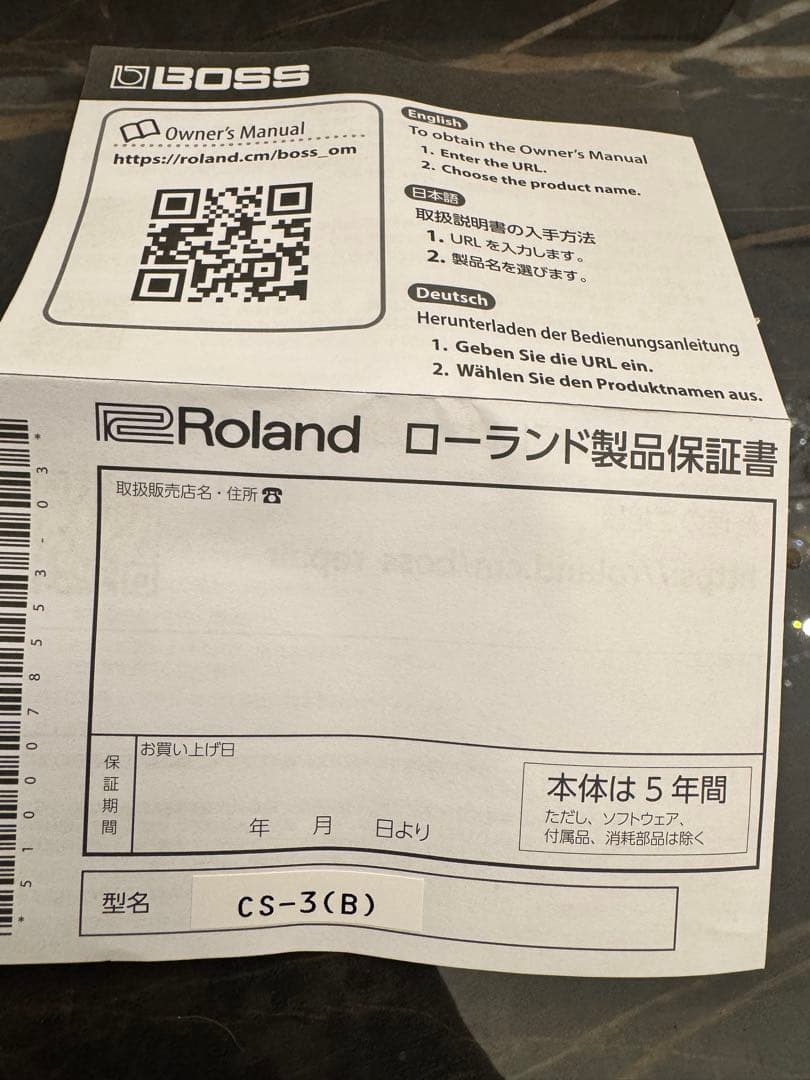 BOSS
Owner's Manual
https://roland.cm/boss_om
English
To obtain the Owner's Manual
1. Enter the URL.
2. Choose the product name.
日本語
取扱説明書の入手方法
1. URL を入力します。
2. 製品名を選びます。
Deutsch
Herunterladen der Bedienungsanleitung
1. Geben Sie die URL ein.
2. Wählen Sie den Produktnamen aus.
Roland ローランド製品保証書
取扱販売店名・住所☎
保証期間
お買い上げ日
年 月 日より
本体は 5 年間
ただし、ソフトウェア、
付属品、消耗部品は除く
型名 CS-3(B)
*5100078553-03*